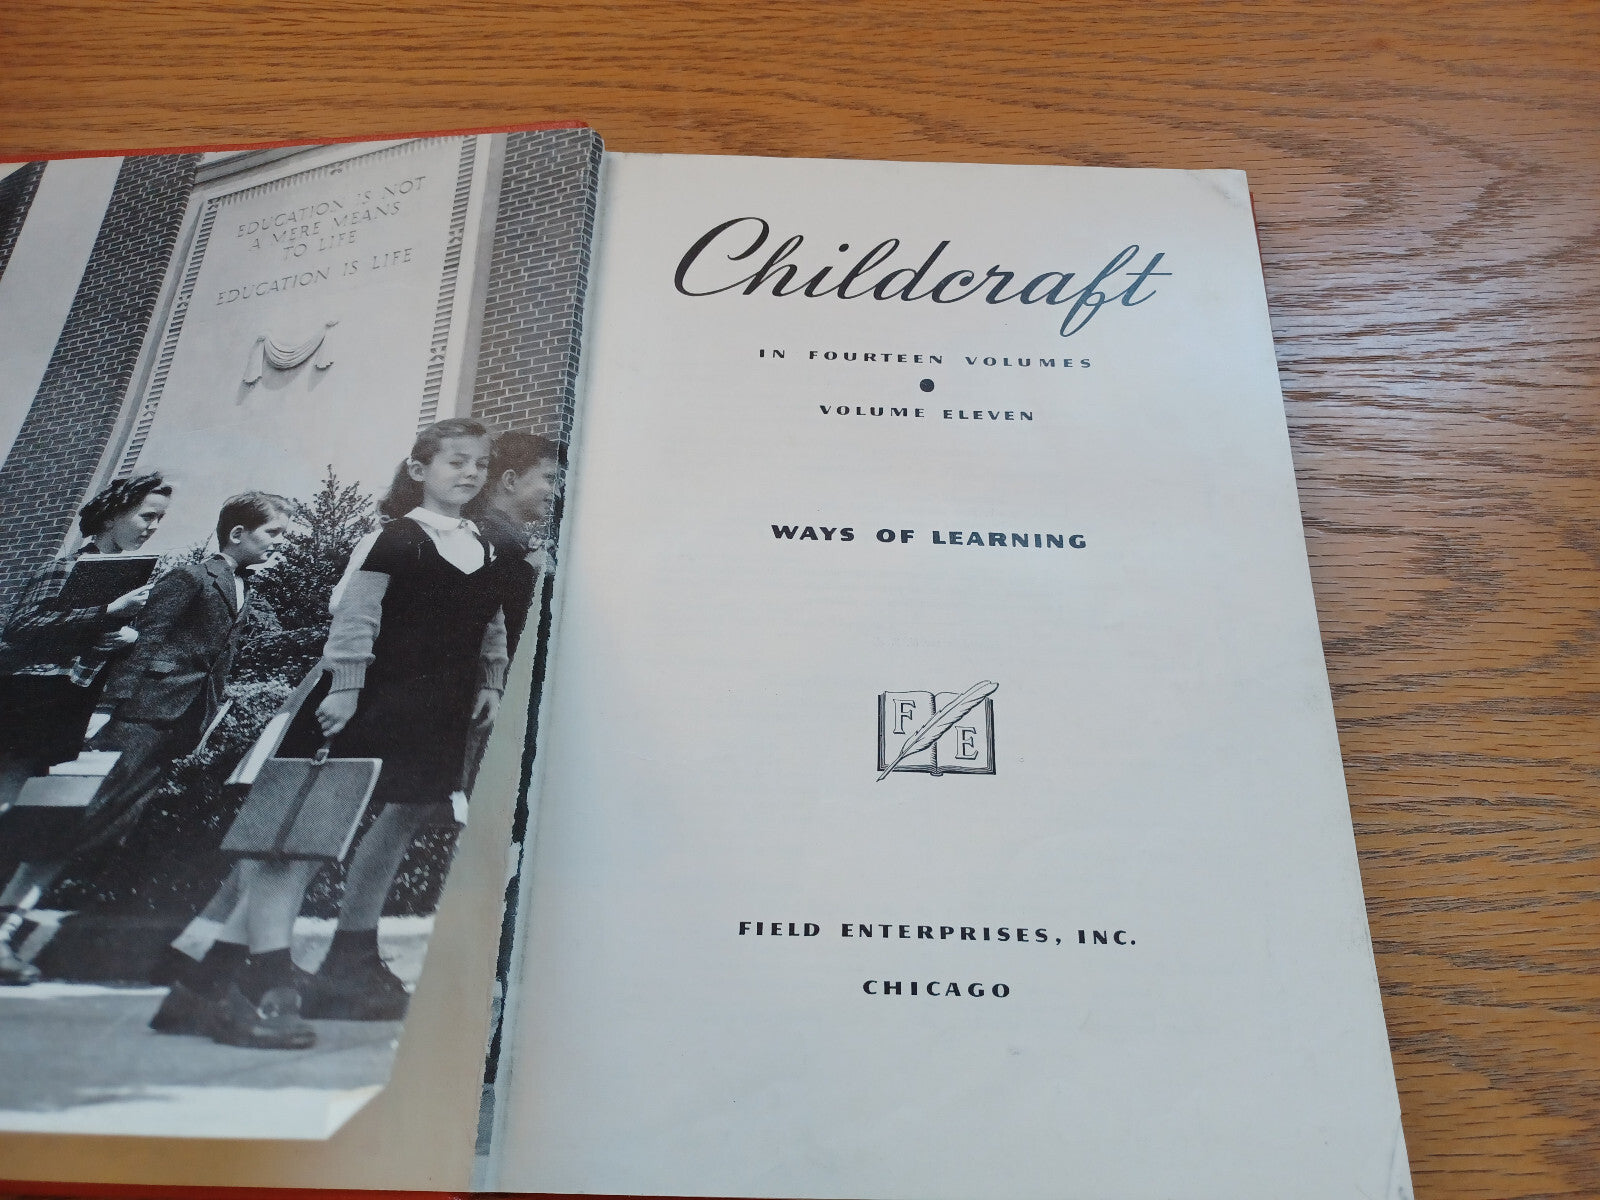 EDUCATION IS NOT
A MERE MEANS
TO LIFE
EDUCATION IS LIFE
Childcraft
IN FOURTEEN VOLUMES
VOLUME ELEVEN
WAYS OF LEARNING
F E
FIELD ENTERPRISES, INC.
CHICAGO